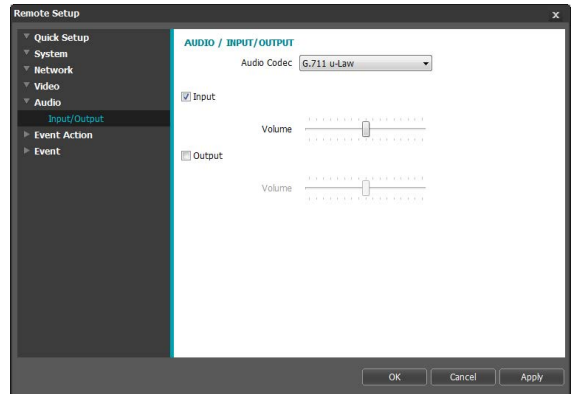 Remote Setup
x
Quick Setup
System
Network
Video
Audio
Input/Output
Event Action
Event
AUDIO / INPUT/OUTPUT
Audio Codec G.711 u-Law
Input
Volume
Output
Volume
OK Cancel Apply